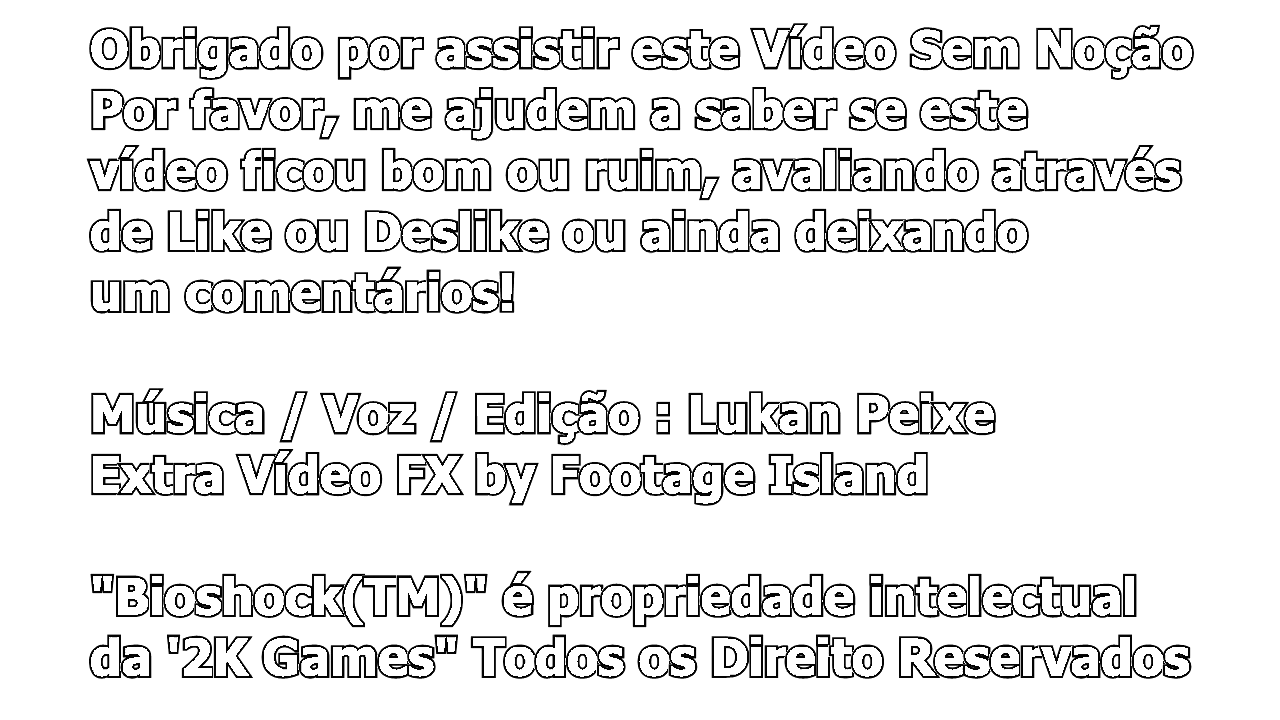 Obrigado por assistir este Vídeo Sem Noção
Por favor, me ajudem a saber se este
vídeo ficou bom ou ruim, avaliando através
de Like ou Deslike ou ainda deixando
um comentários!
Música / Voz / Edição : Lukan Peixe
Extra Vídeo FX by Footage Island
"Bioshock(TM)" é propriedade intelectual
da '2K Games" Todos os Direito Reservados